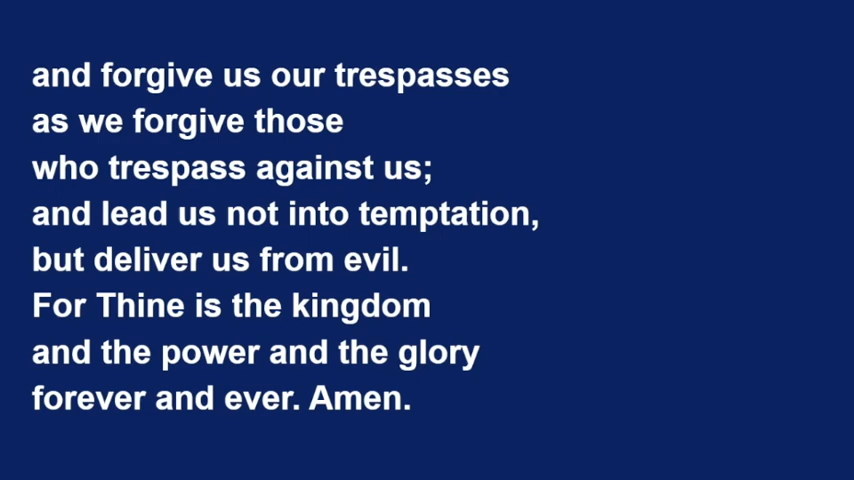 and forgive us our trespasses
as we forgive those
who trespass against us;
and lead us not into temptation,
but deliver us from evil.
For Thine is the kingdom
and the power and the glory
forever and ever. Amen.